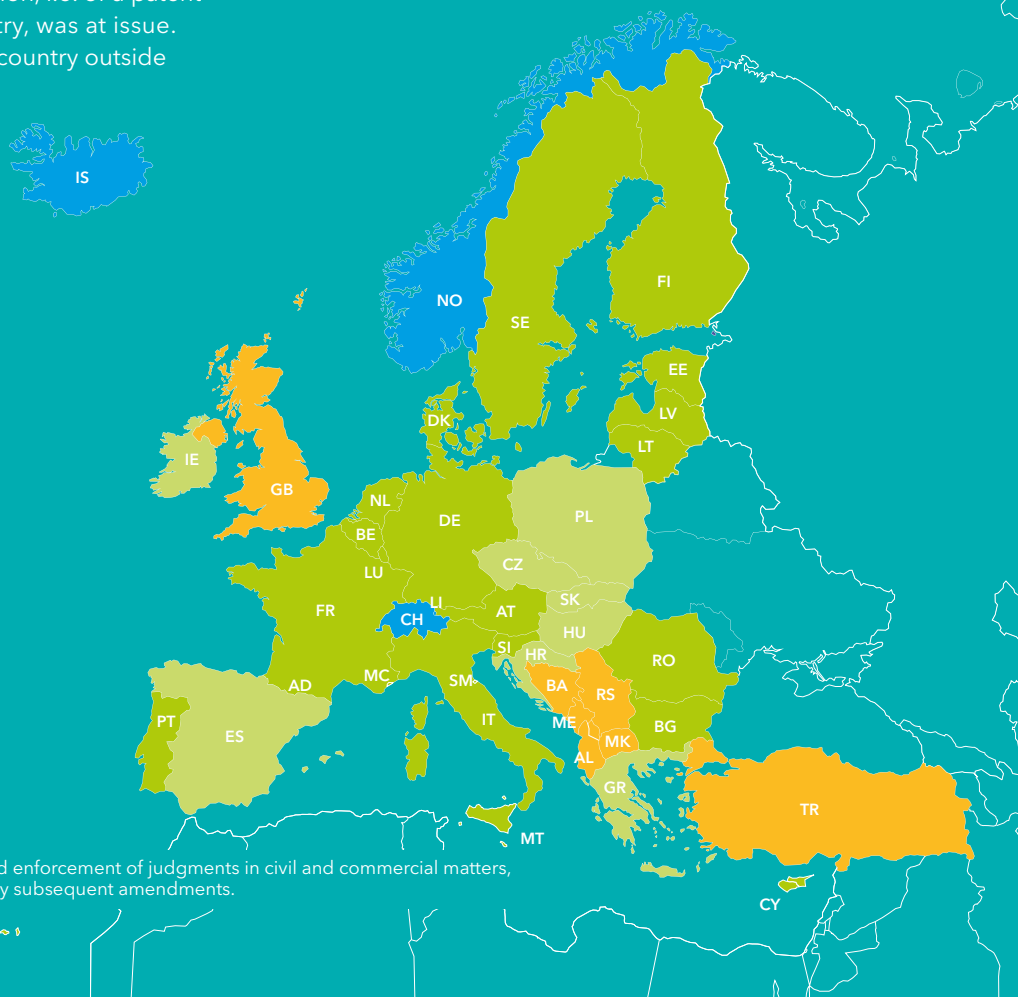 try, was at issue.
country outside
IS
NO
SE
FI
EE
LV
LT
DK
IE
GB
NL
BE
LU
DE
PL
CZ
SK
FR
LI
CH
AT
HU
SI
HR
RO
MC
SM
BA
RS
AD
IT
ME
BG
PT
ES
MK
AL
GR
TR
MT
CY
d enforcement of judgments in civil and commercial matters,
y subsequent amendments.